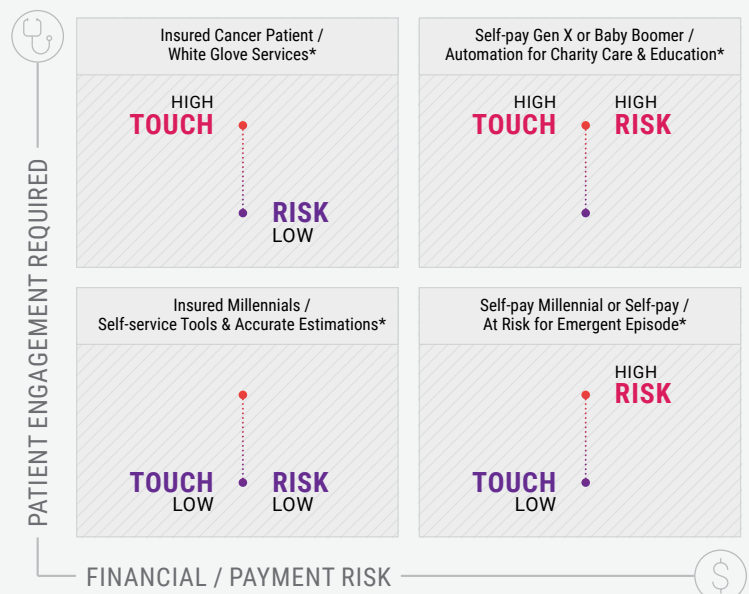 PATIENT ENGAGEMENT REQUIRED
Insured Cancer Patient /
White Glove Services*
HIGH
TOUCH
RISK
LOW
Self-pay Gen X or Baby Boomer /
Automation for Charity Care & Education*
HIGH
TOUCH
HIGH
RISK
Insured Millennials /
Self-service Tools & Accurate Estimations*
TOUCH
LOW
RISK
LOW
Self-pay Millennial or Self-pay /
At Risk for Emergent Episode*
HIGH
RISK
TOUCH
LOW
FINANCIAL / PAYMENT RISK
$